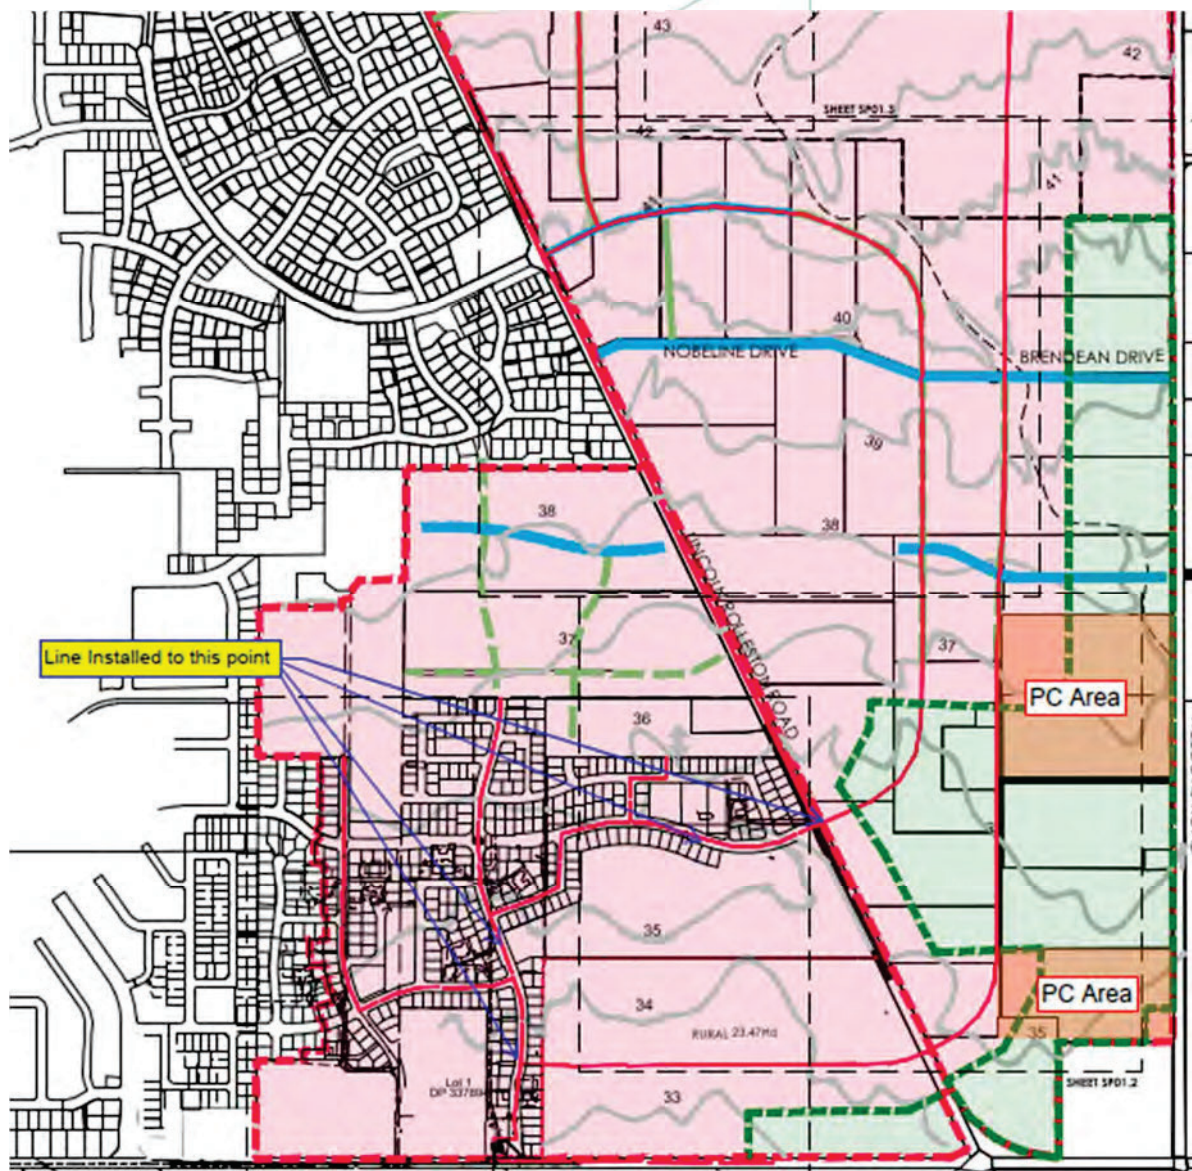 43
42
SHEET SP01.3
42
41
41
40
NOBELINE DRIVE
BRENDEAN DRIVE
39
38
38
LINCOLN ROLLESTON ROAD
37
37
Line Installed to this point
PC Area
36
35
PC Area
34
RURAL 23.47Ha
35
Lot 1
SHEET SP01.2
33